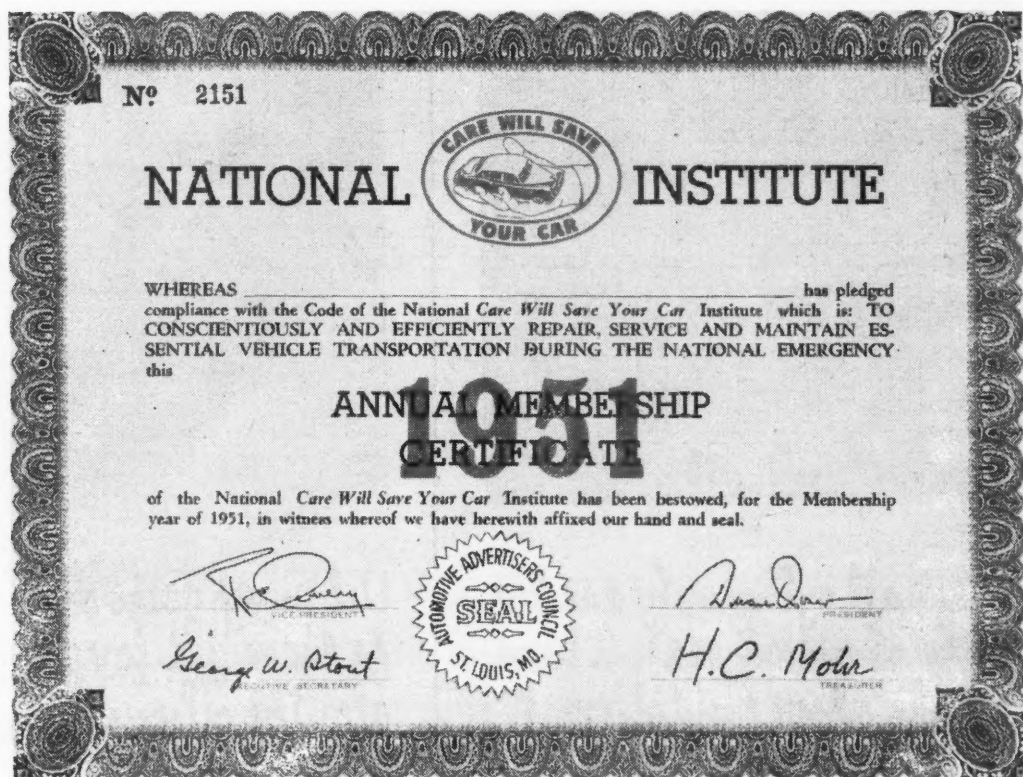 Nº 2151
CARE WILL SAVE
NATIONAL INSTITUTE
YOUR CAR
WHEREAS ________ has pledged
compliance with the Code of the National Care Will Save Your Car Institute which is: TO
CONSCIENTIOUSLY AND EFFICIENTLY REPAIR, SERVICE AND MAINTAIN ES-
SENTIAL VEHICLE TRANSPORTATION DURING THE NATIONAL EMERGENCY
this
1951
ANNUAL MEMBERSHIP
CERTIFICATE
of the National Care Will Save Your Car Institute has been bestowed, for the Membership
year of 1951, in witness whereof we have herewith affixed our hand and seal.
AUTOMOTIVE ADVERTISERS COUNCIL
SEAL
ST. LOUIS, MO.
VICE PRESIDENT
PRESIDENT
George W. Stout
H.C. Mohr
EXECUTIVE SECRETARY
TREASURER